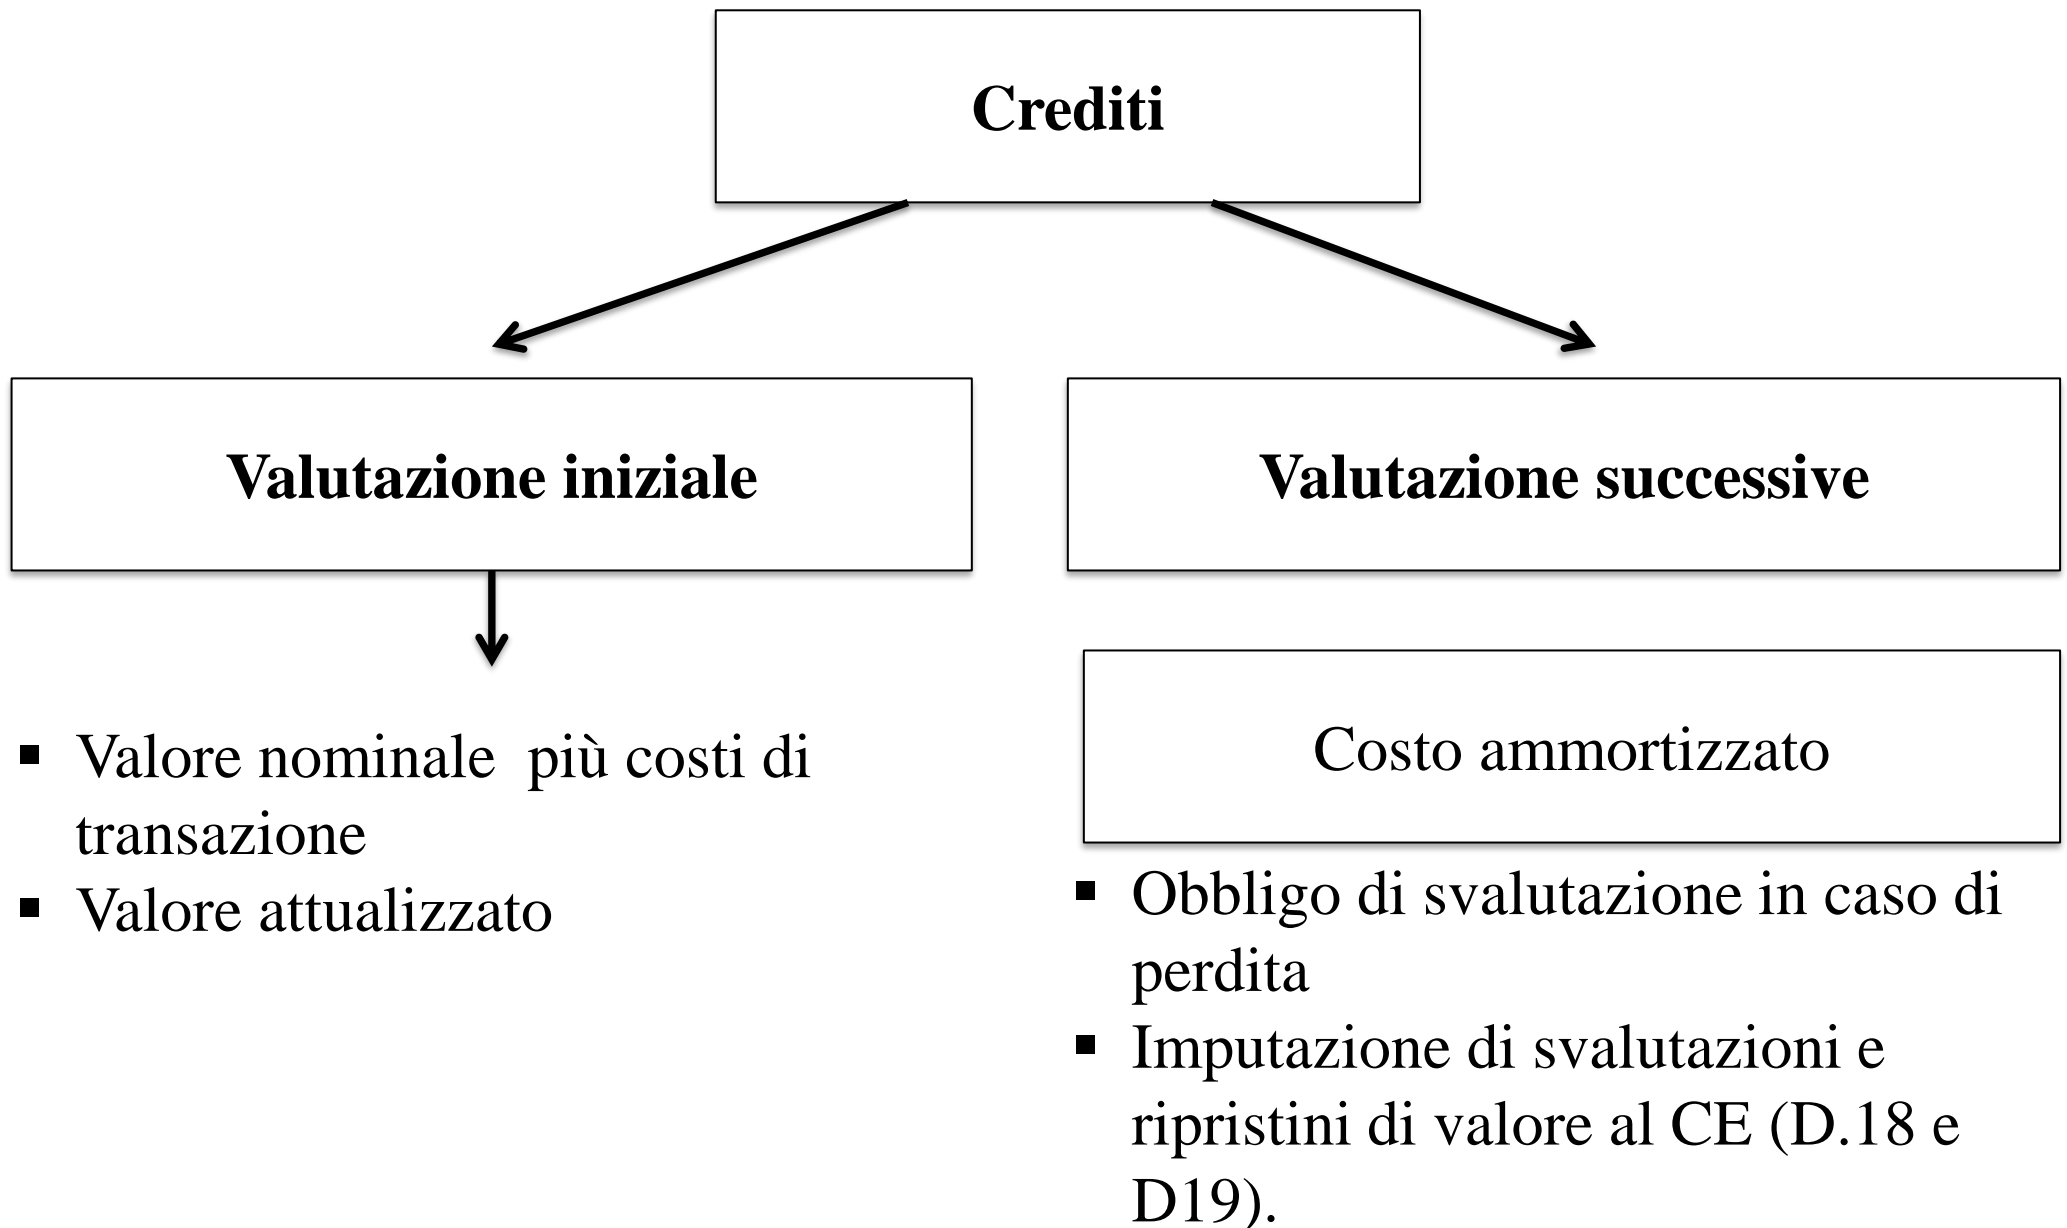 Crediti
Valutazione iniziale
Valutazione successive
▪ Valore nominale  più costi di
transazione
▪ Valore attualizzato
Costo ammortizzato
▪ Obbligo di svalutazione in caso di
perdita
▪ Imputazione di svalutazioni e
ripristini di valore al CE (D.18 e
D19).